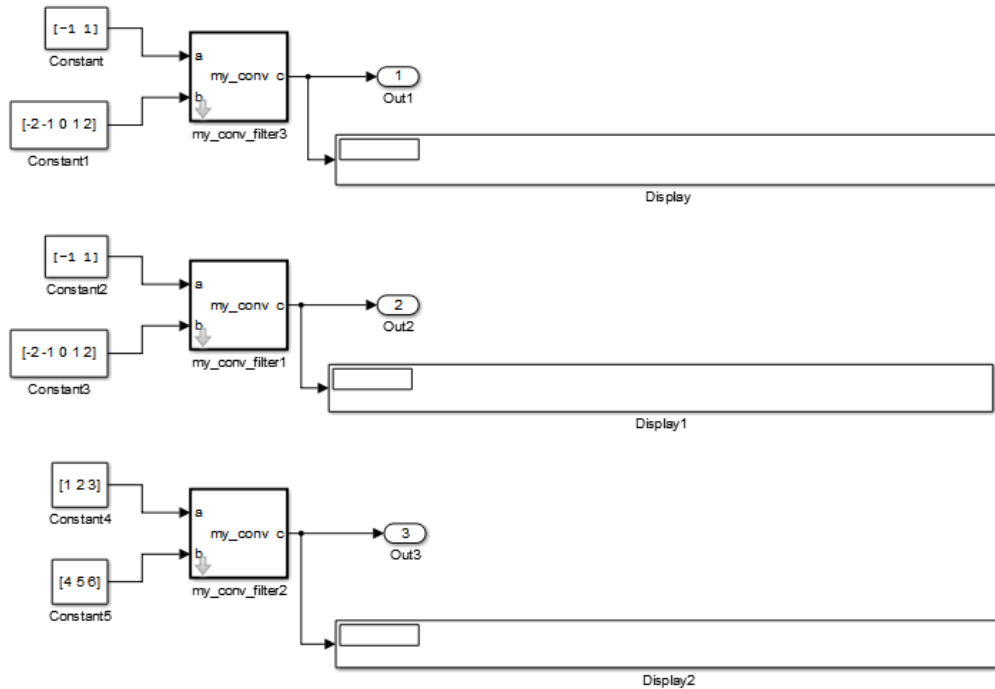 [-1 1]
Constant
a
my_conv c
b
1
Out1
[-2 -1 0 1 2]
my_conv_filter3
Constant1
Display
[-1 1]
Constant2
a
my_conv c
b
2
Out2
[-2 -1 0 1 2]
my_conv_filter1
Constant3
Display1
[1 2 3]
Constant4
a
my_conv c
b
3
Out3
[4 5 6]
my_conv_filter2
Constant5
Display2